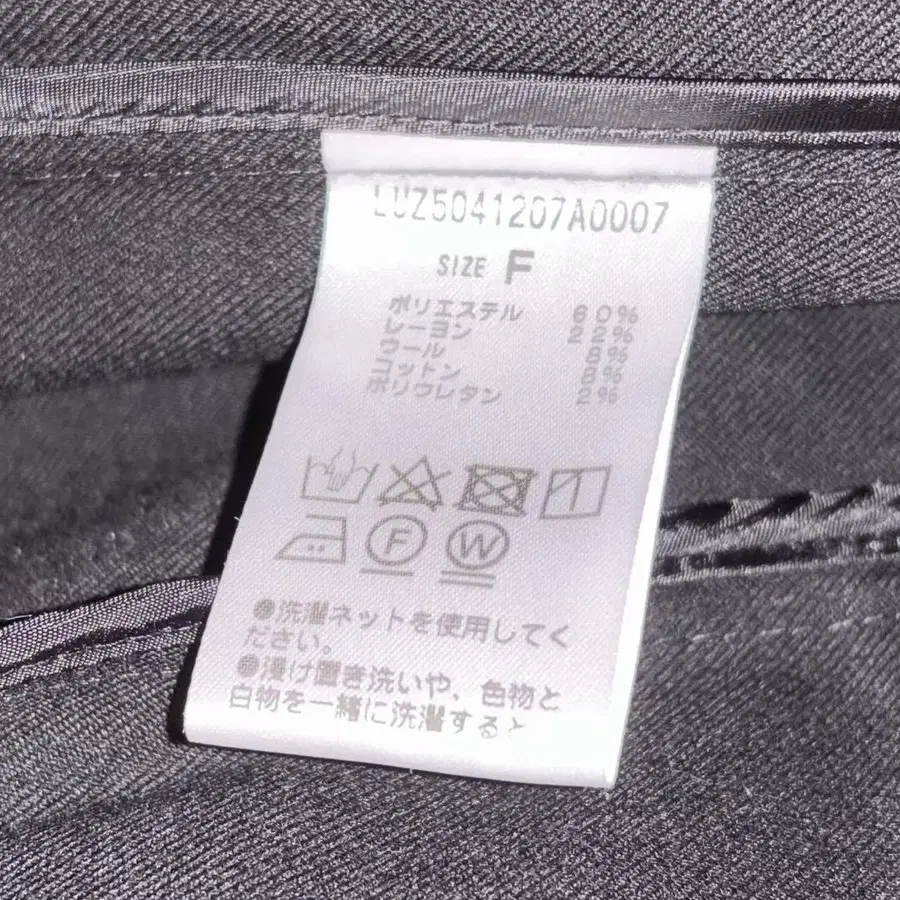 LUZ5041207A0007
SIZE F
ポリエステル 60%
レーヨン 22%
ウール 8%
コットン 8%
ポリウレタン 2%
F W
●洗濯ネットを使用してく
ださい。
●浸け置き洗いや、色物と
白物を一緒に洗濯すると